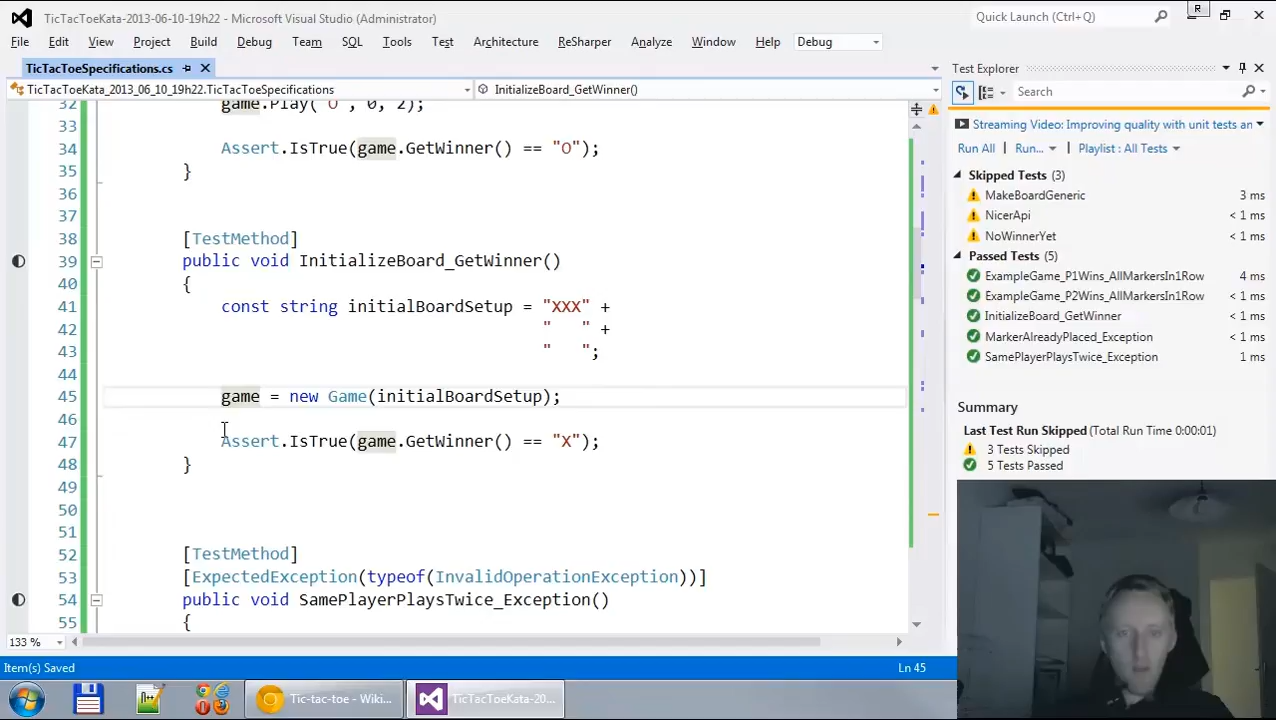 TicTacToeKata-2013-06-10-19h22 - Microsoft Visual Studio (Administrator)
Quick Launch (Ctrl+Q)
R
File Edit View Project Build Debug Team SQL Tools Test Architecture ReSharper Analyze Window Help Debug
TicTacToeSpecifications.cs
TicTacToeKata_2013_06_10_19h22.TicTacToeSpecifications
InitializeBoard_GetWinner()
32 game.Play("O", 0, 2);
33
34 Assert.IsTrue(game.GetWinner() == "O");
35 }
36
37
38 [TestMethod]
39 public void InitializeBoard_GetWinner()
40 {
41 const string initialBoardSetup = "XXX" +
42 "   " +
43 "   ";
44
45 game = new Game(initialBoardSetup);
46
47 Assert.IsTrue(game.GetWinner() == "X");
48 }
49
50
51
52 [TestMethod]
53 [ExpectedException(typeof(InvalidOperationException))]
54 public void SamePlayerPlaysTwice_Exception()
55 {
133 %
Item(s) Saved
Ln 45
Test Explorer
Search
Streaming Video: Improving quality with unit tests an
Run All Run... Playlist : All Tests
Skipped Tests (3)
MakeBoardGeneric 3 ms
NicerApi < 1 ms
NoWinnerYet < 1 ms
Passed Tests (5)
ExampleGame_P1Wins_AllMarkersIn1Row 4 ms
ExampleGame_P2Wins_AllMarkersIn1Row < 1 ms
InitializeBoard_GetWinner < 1 ms
MarkerAlreadyPlaced_Exception < 1 ms
SamePlayerPlaysTwice_Exception 1 ms
Summary
Last Test Run Skipped (Total Run Time 0:00:01)
3 Tests Skipped
5 Tests Passed
Tic-tac-toe - Wiki...
TicTacToeKata-20...